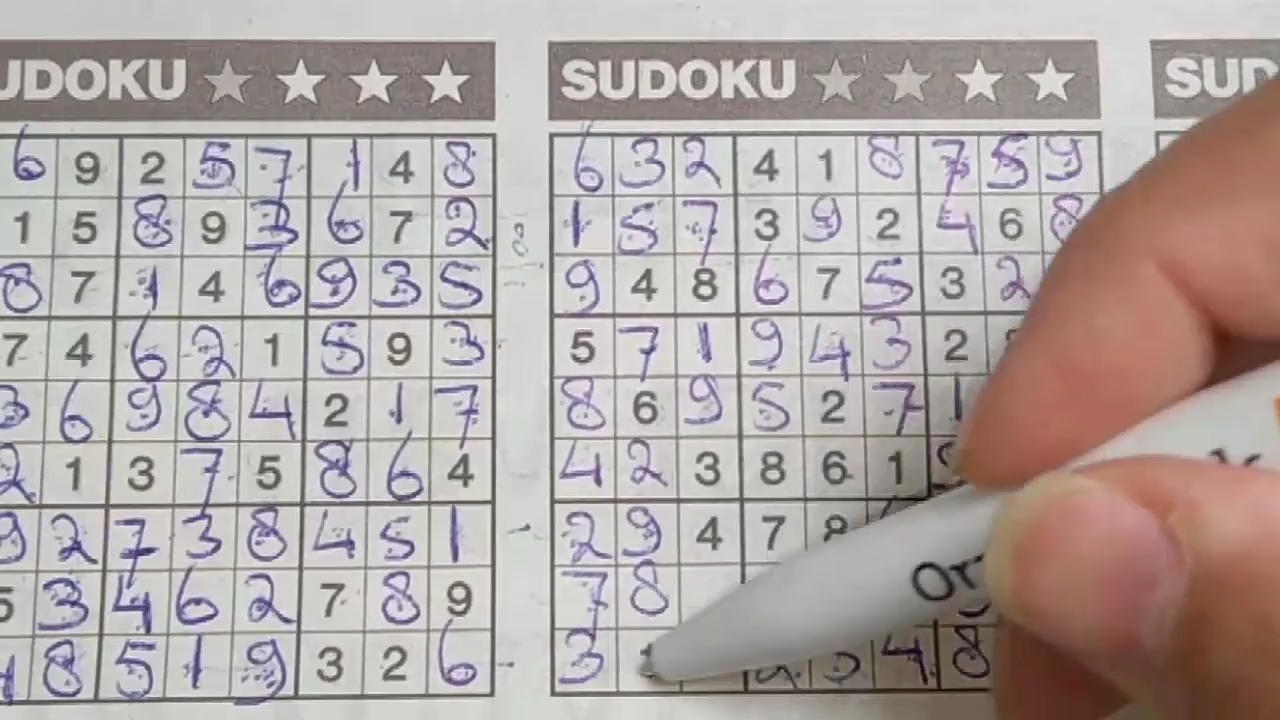 UDOKU
6 9 2 5 7 1 4 8
1 5 8 9 3 6 7 2
8 7 1 4 6 9 3 5
7 4 6 2 1 5 9 3
3 6 9 8 4 2 1 7
2 1 3 7 5 8 6 4
9 2 7 3 8 4 5 1
5 3 4 6 2 7 8 9
4 8 5 1 9 3 2 6
SUDOKU
6 3 2 4 1 8 7 5 9
1 5 7 3 9 2 4 6 8
9 4 8 6 7 5 3 2
5 7 1 9 4 3 2
8 6 9 5 2 7 1
4 2 3 8 6 1
2 9 4 7 8
7 8
3 4 8
SUD
Or